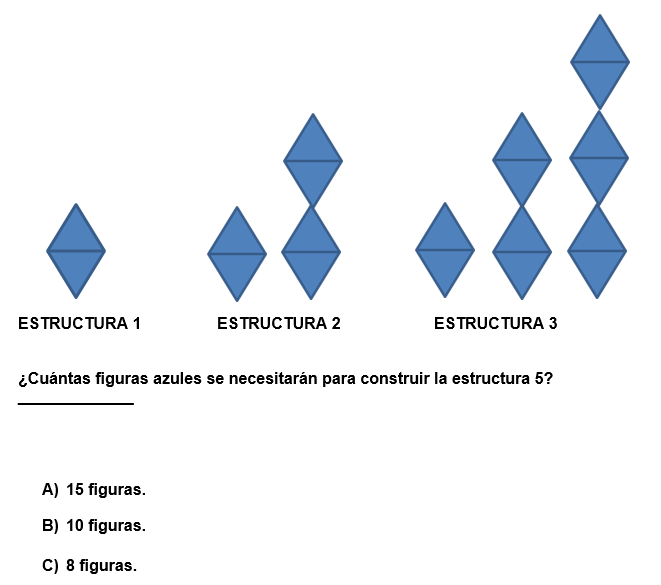 ESTRUCTURA 1 ESTRUCTURA 2 ESTRUCTURA 3
¿Cuántas figuras azules se necesitarán para construir la estructura 5?
A) 15 figuras.
B) 10 figuras.
C) 8 figuras.